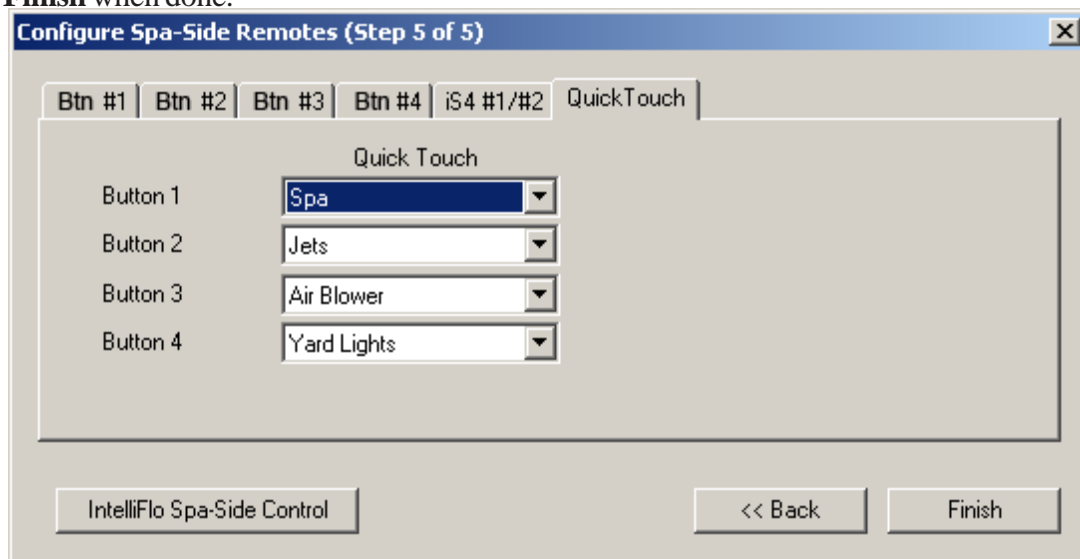 Finish when done.
Configure Spa-Side Remotes (Step 5 of 5)
Btn #1 Btn #2 Btn #3 Btn #4 iS4 #1/#2 QuickTouch
Quick Touch
Button 1 Spa
Button 2 Jets
Button 3 Air Blower
Button 4 Yard Lights
IntelliFlo Spa-Side Control << Back Finish